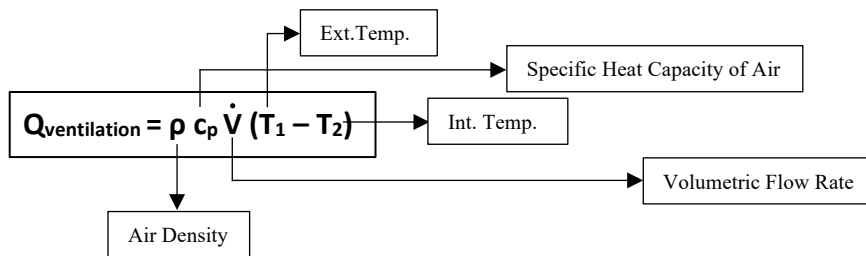 Ext.Temp.
Specific Heat Capacity of Air
Qventilation = ρ cp V̇ (T1 – T2)
Int. Temp.
Volumetric Flow Rate
Air Density